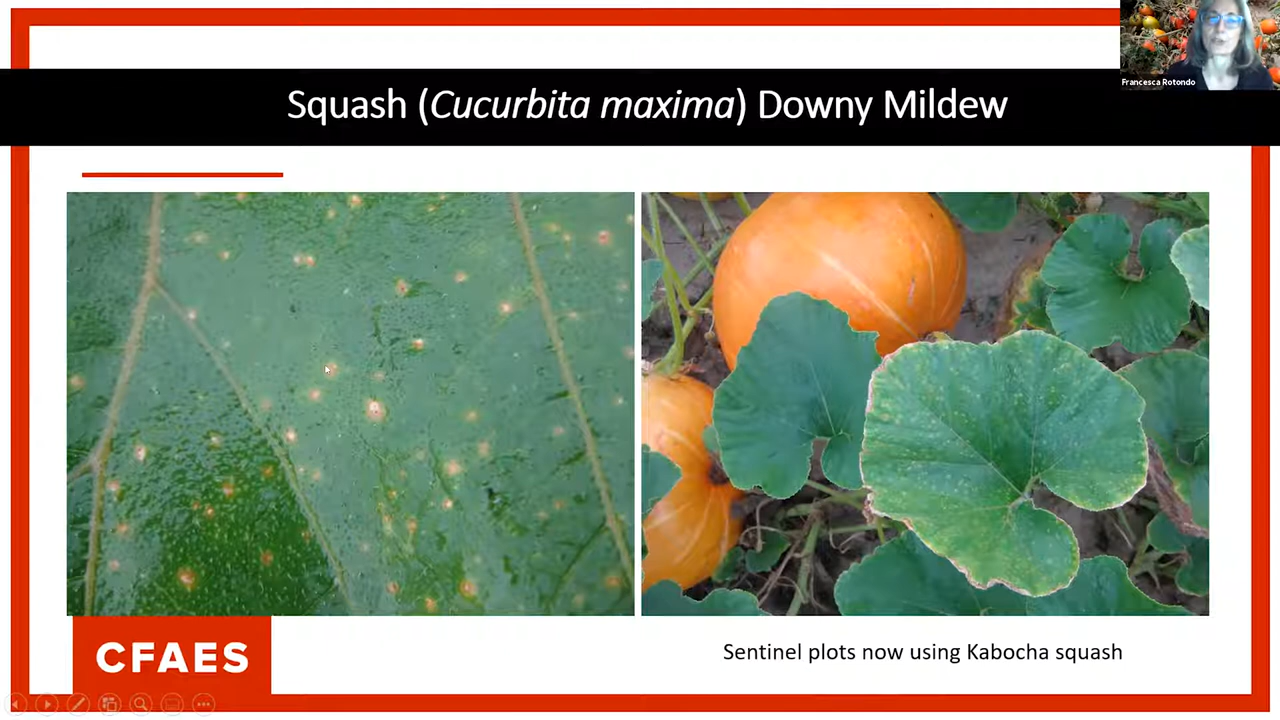 Francesca Rotondo
Squash (Cucurbita maxima) Downy Mildew
CFAES
Sentinel plots now using Kabocha squash